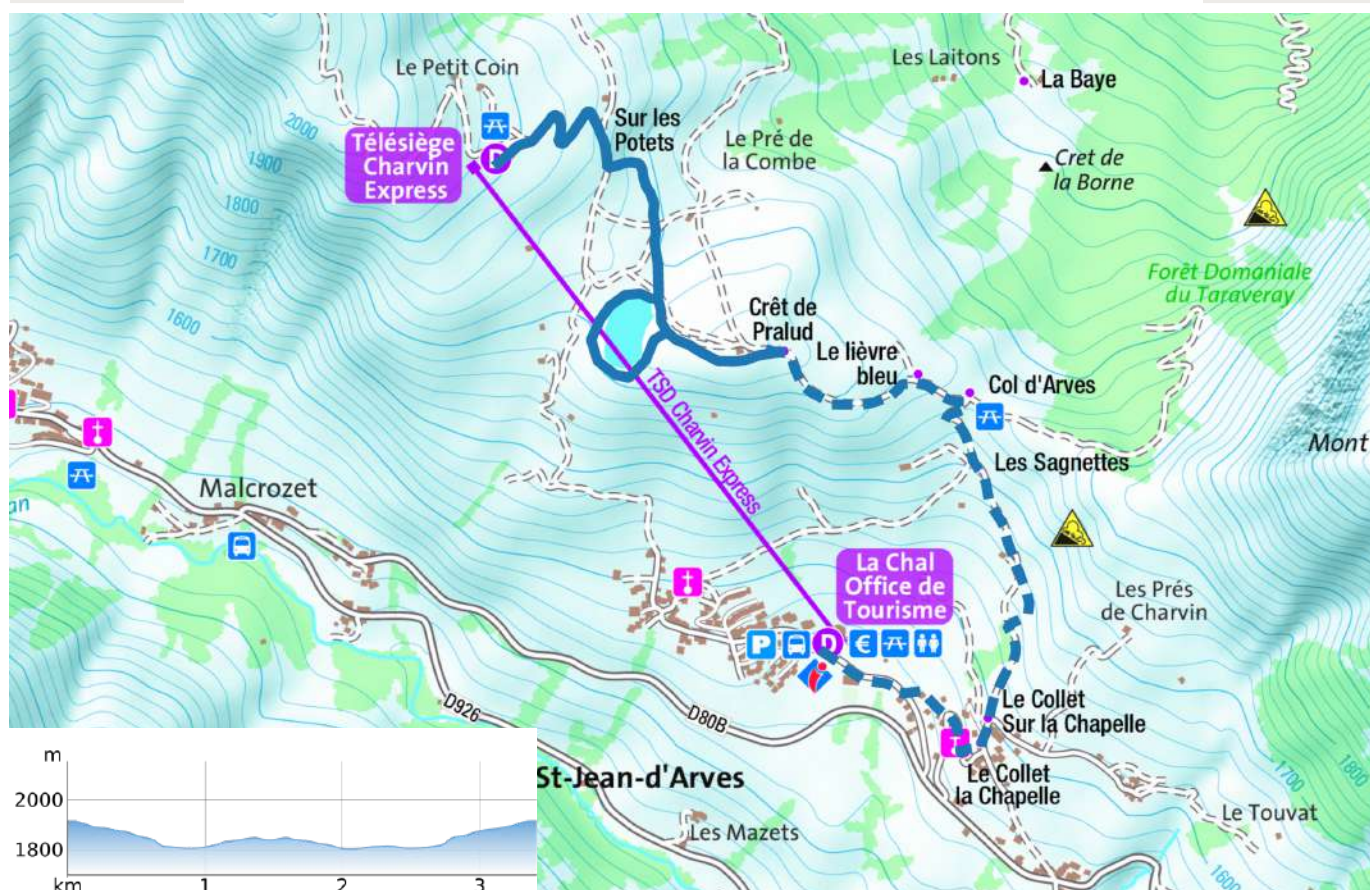 Le Petit Coin
Les Laitons
La Baye
2000
Sur les
Potets
Télésiège
Charvin
Express
D
Le Pré de
la Combe
Cret de
la Borne
1900
1800
1700
1600
Forêt Domaniale
du Taraveray
Crêt de
Pralud
Le lièvre
bleu
Col d'Arves
TSD Charvin Express
Les Sagnettes
Mont
Malcrozet
an
La Chal
Office de
Tourisme
Les Prés
de Charvin
P
D
€
i
D926
D80B
Le Collet
Sur la Chapelle
St-Jean-d'Arves
Le Collet
la Chapelle
1700
1800
Le Touvat
Les Mazets
1600
m
2000
1800
km 1 2 3